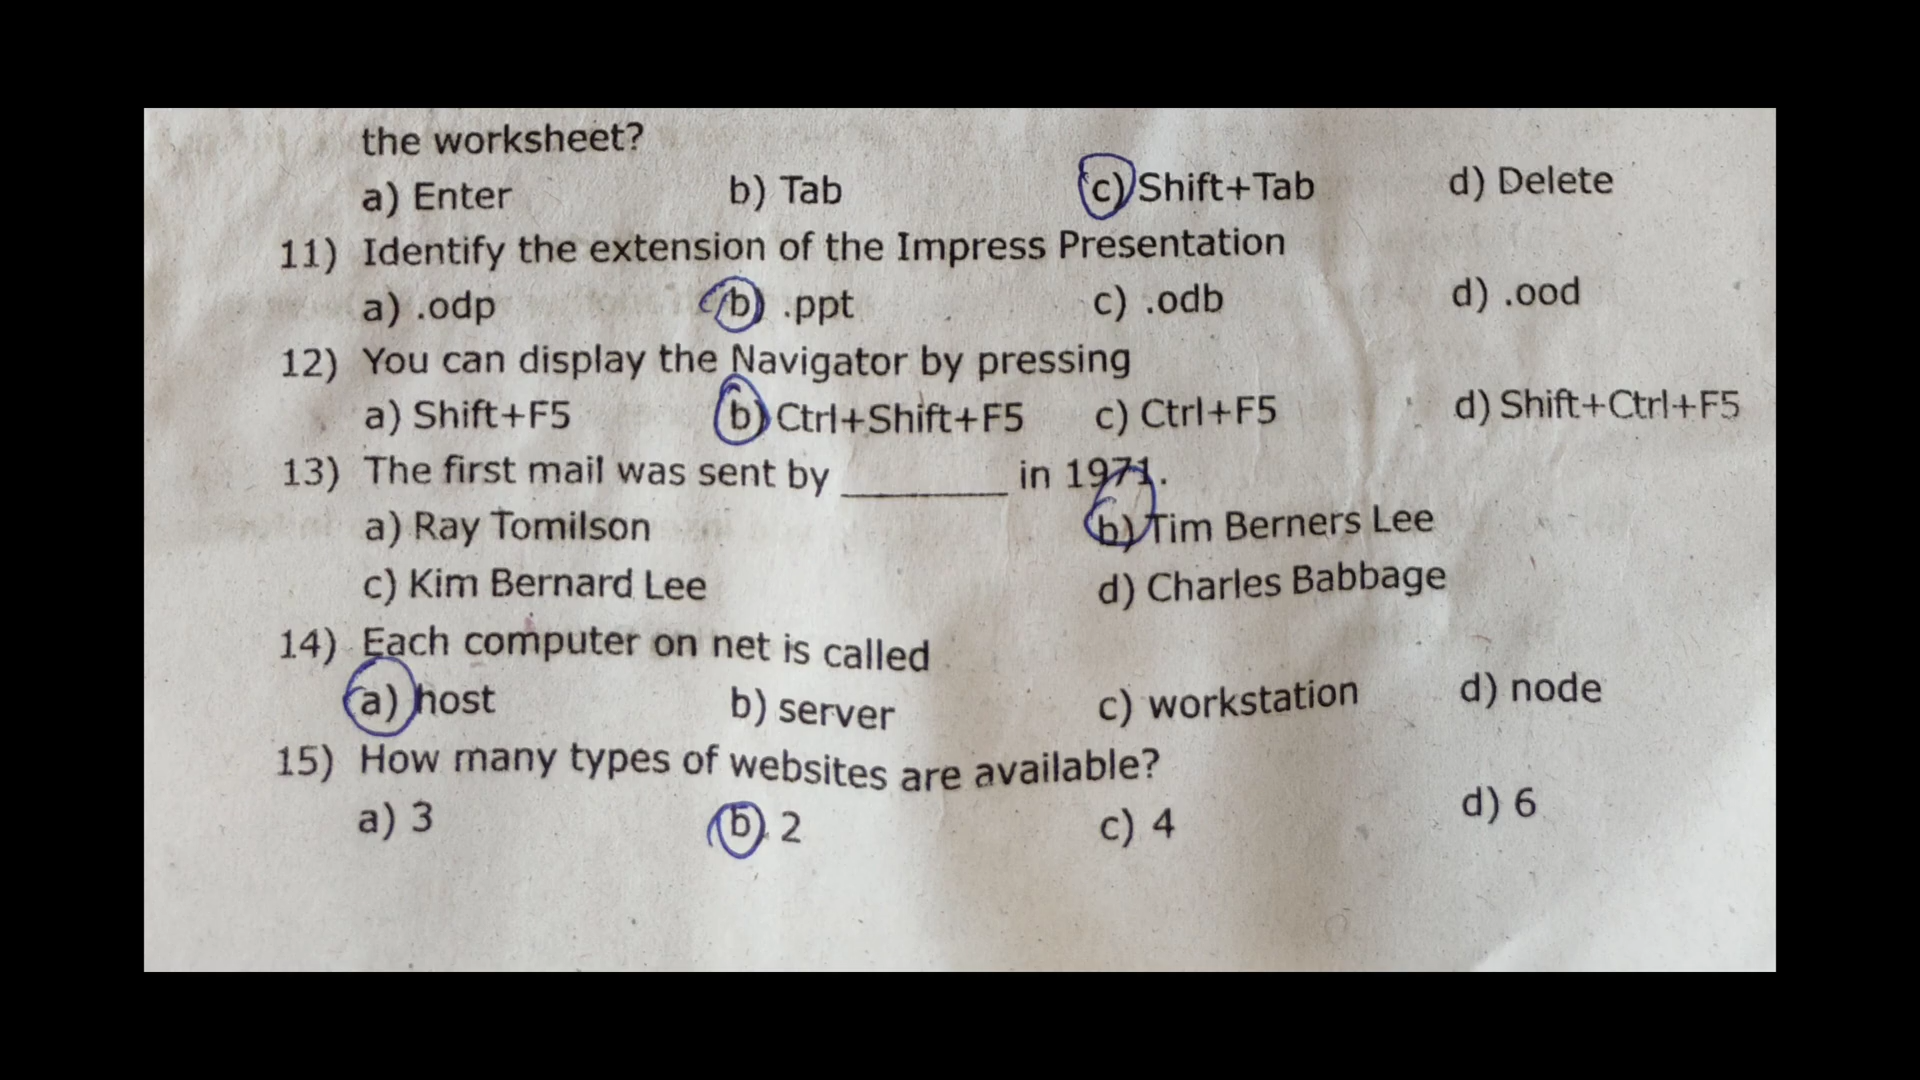 the worksheet?
a) Enter b) Tab c) Shift+Tab d) Delete
11) Identify the extension of the Impress Presentation
a) .odp b) .ppt c) .odb d) .ood
12) You can display the Navigator by pressing
a) Shift+F5 b) Ctrl+Shift+F5 c) Ctrl+F5 d) Shift+Ctrl+F5
13) The first mail was sent by ________ in 1971.
a) Ray Tomilson b) Tim Berners Lee
c) Kim Bernard Lee d) Charles Babbage
14) Each computer on net is called
a) host b) server c) workstation d) node
15) How many types of websites are available?
a) 3 b) 2 c) 4 d) 6